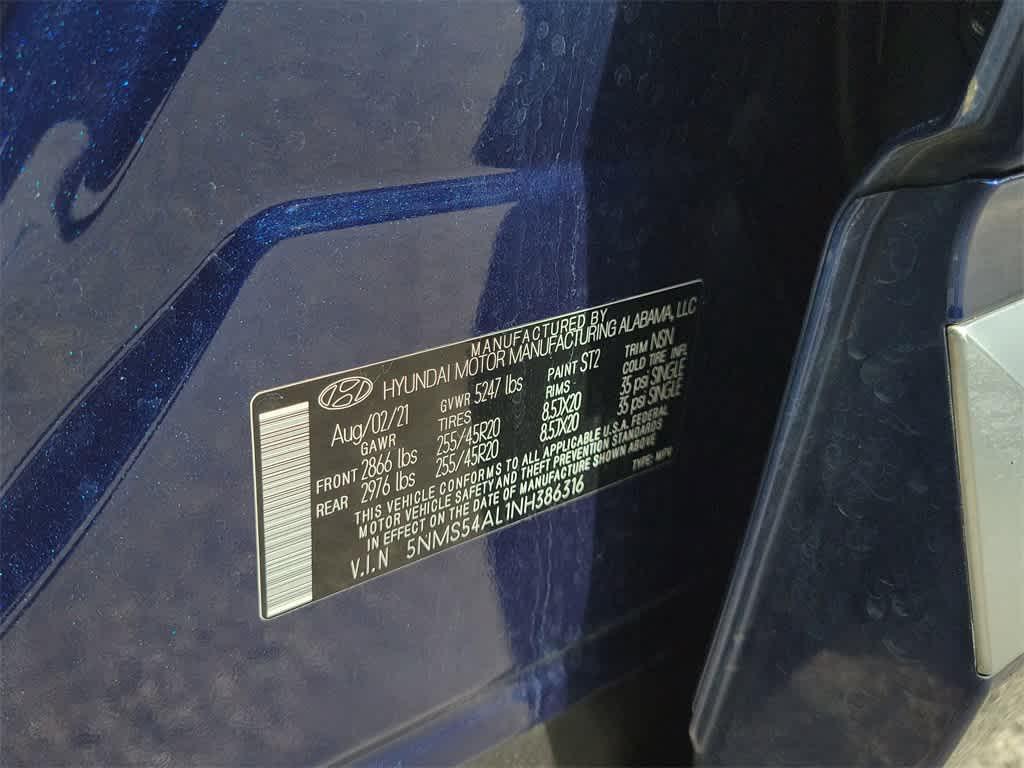 MANUFACTURED BY
HYUNDAI MOTOR MANUFACTURING ALABAMA, LLC
Aug/02/21 GVWR 5247 lbs PAINT ST2 TRIM NSN
GAWR TIRES RIMS COLD TIRE INFL
FRONT 2866 lbs 255/45R20 8.5JX20 35 psi SINGLE
REAR 2976 lbs 255/45R20 8.5JX20 35 psi SINGLE
THIS VEHICLE CONFORMS TO ALL APPLICABLE U.S.A. FEDERAL
MOTOR VEHICLE SAFETY AND THEFT PREVENTION STANDARDS
IN EFFECT ON THE DATE OF MANUFACTURE SHOWN ABOVE
V.I.N 5NMS54AL1NH386316 TYPE: MPV